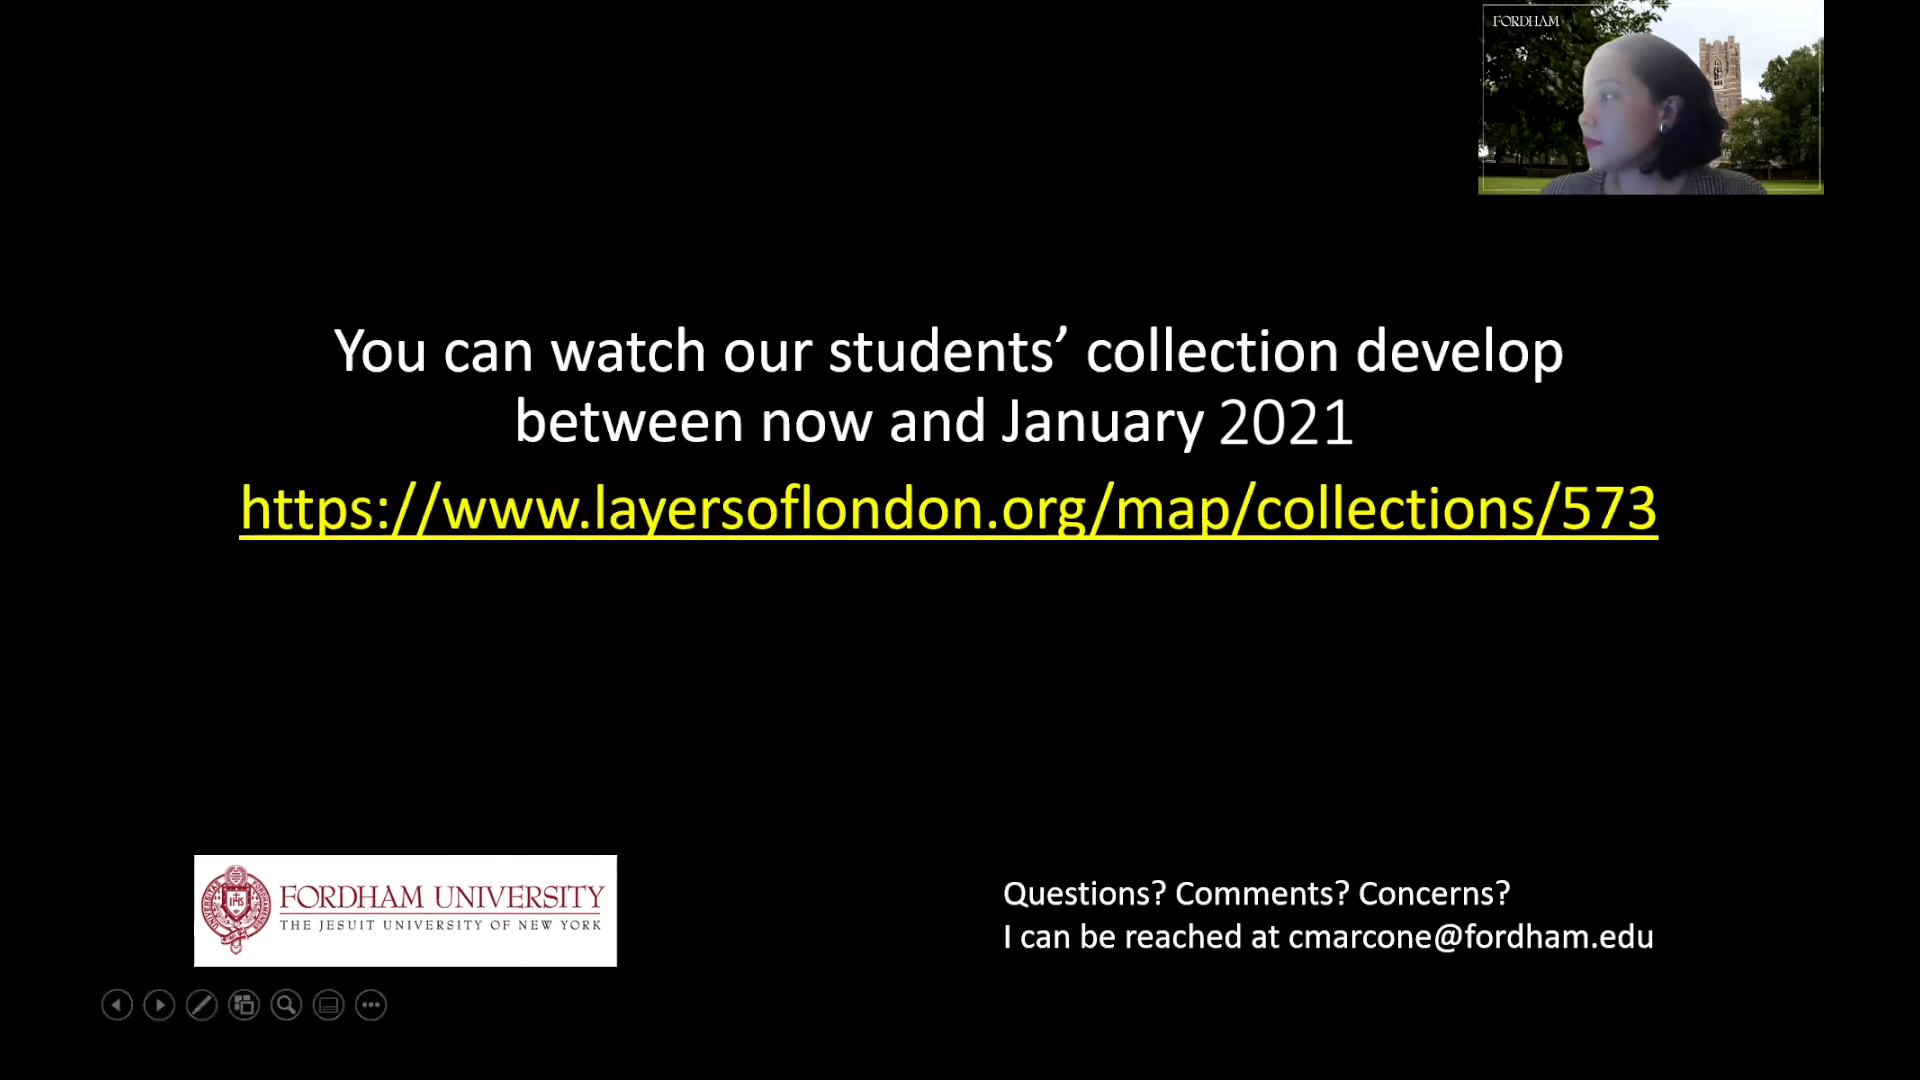 FORDHAM
You can watch our students’ collection develop
between now and January 2021
https://www.layersoflondon.org/map/collections/573
FORDHAM UNIVERSITY
THE JESUIT UNIVERSITY OF NEW YORK
Questions? Comments? Concerns?
I can be reached at cmarcone@fordham.edu